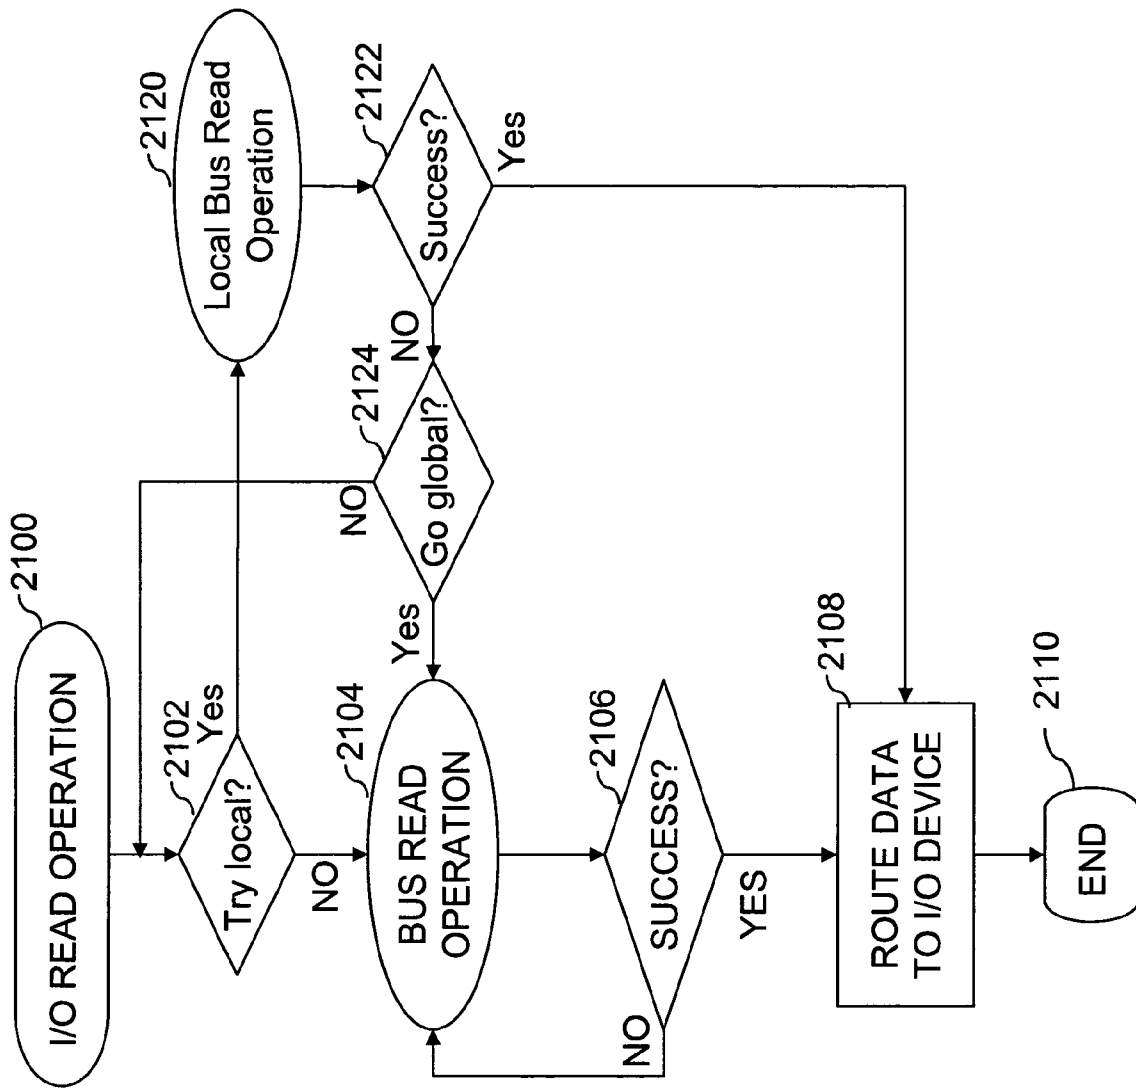 I/O READ OPERATION
2100
Try local?
2102
Yes
NO
Local Bus Read
Operation
2120
Success?
2122
Yes
NO
Go global?
2124
NO
Yes
BUS READ
OPERATION
2104
SUCCESS?
2106
NO
YES
ROUTE DATA
TO I/O DEVICE
2108
END
2110